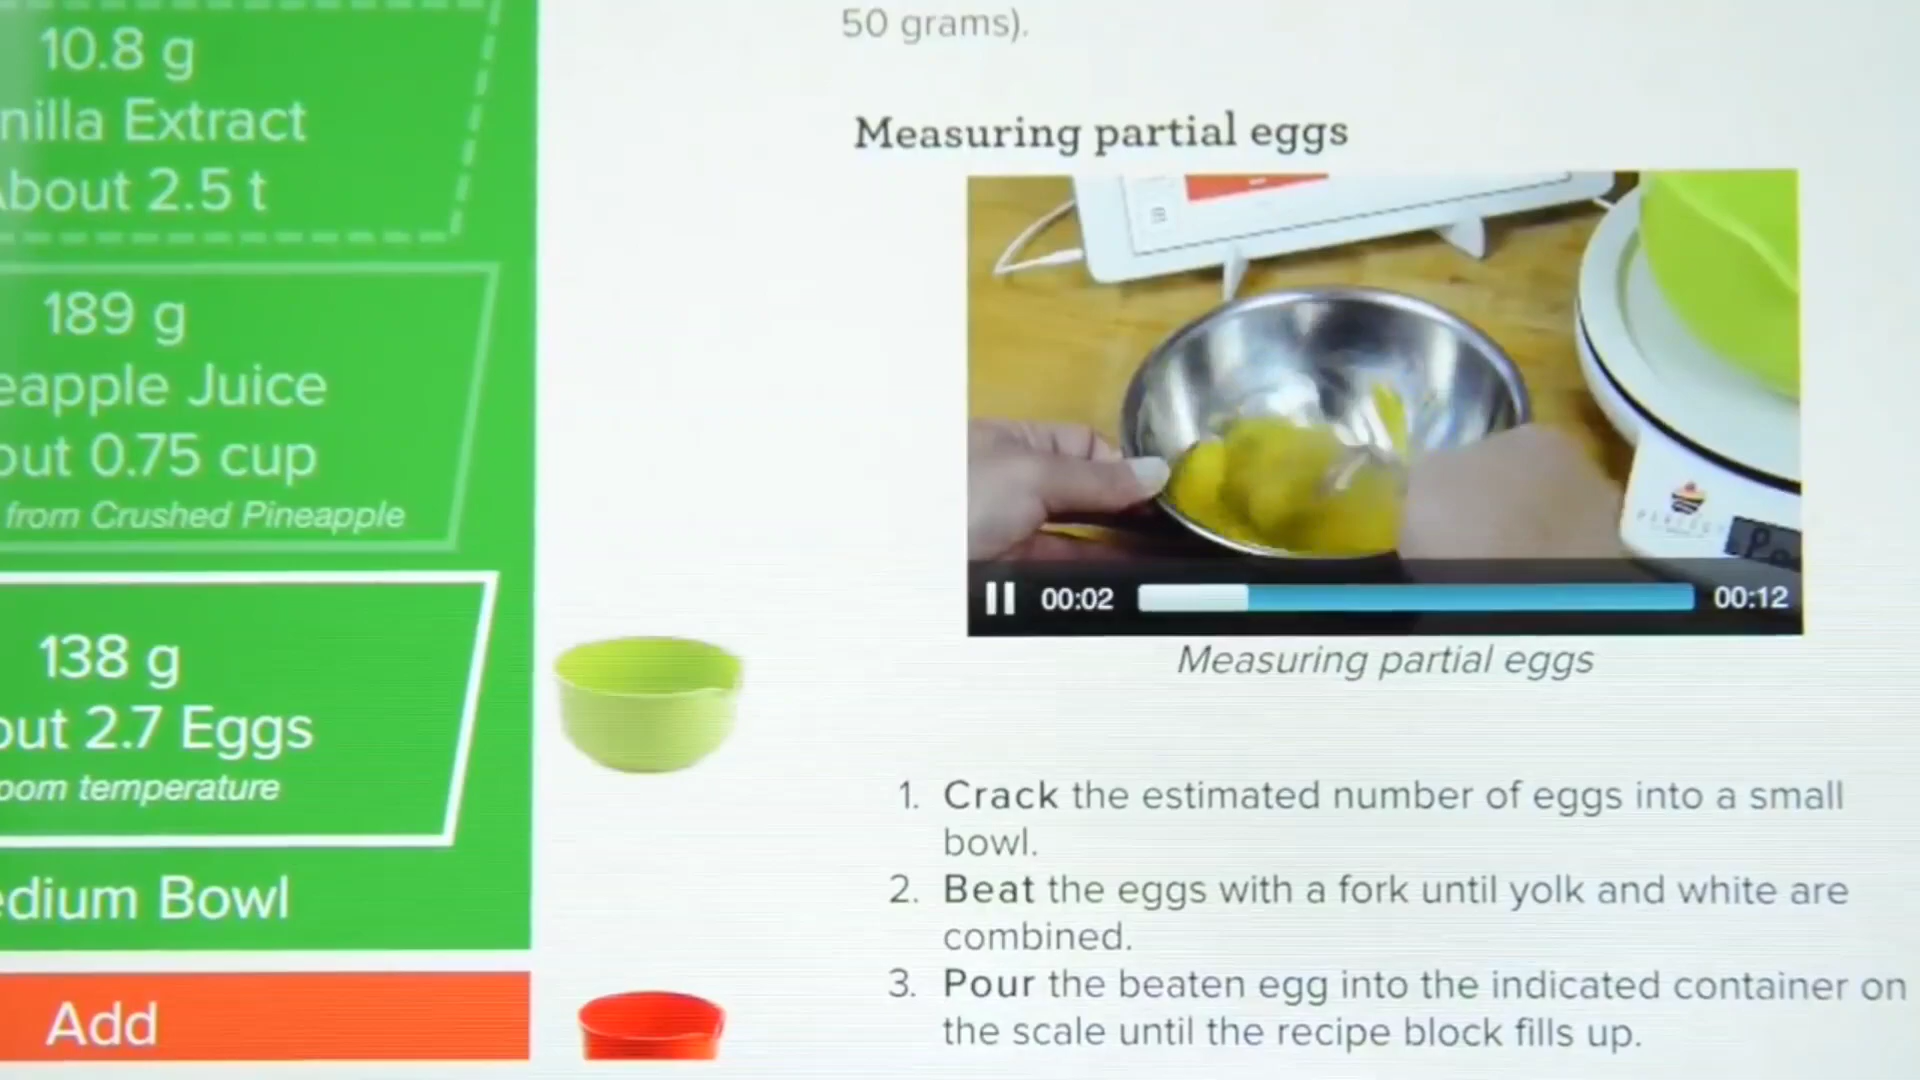 10.8 g
nilla Extract
About 2.5 t
189 g
eapple Juice
out 0.75 cup
from Crushed Pineapple
138 g
out 2.7 Eggs
oom temperature
edium Bowl
Add
50 grams).
Measuring partial eggs
00:02
00:12
Measuring partial eggs
1. Crack the estimated number of eggs into a small
bowl.
2. Beat the eggs with a fork until yolk and white are
combined.
3. Pour the beaten egg into the indicated container on
the scale until the recipe block fills up.